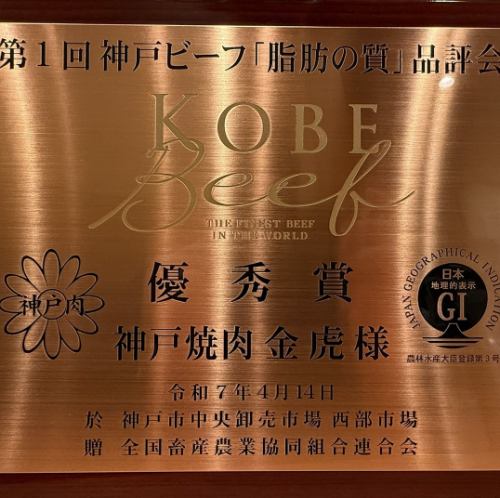 第1回 神戸ビーフ「脂肪の質」品評会
KOBE
Beef
THE FINEST BEEF
IN THE WORLD
優秀賞
神戸肉
神戸焼肉 金虎 様
JAPAN GEOGRAPHICAL INDICATION
日本
地理的表示
GI
農林水産大臣登録第3号
令和7年4月14日
於 神戸市中央卸売市場 西部市場
贈 全国畜産農業協同組合連合会